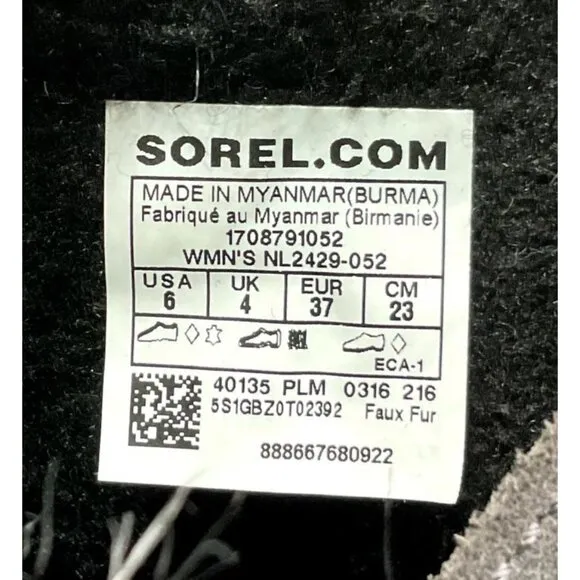 SOREL.COM
MADE IN MYANMAR(BURMA)
Fabriqué au Myanmar (Birmanie)
1708791052
WMN'S NL2429-052
USA UK EUR CM
6 4 37 23
ECA-1
40135 PLM 0316 216
5S1GBZ0T02392 Faux Fur
888667680922